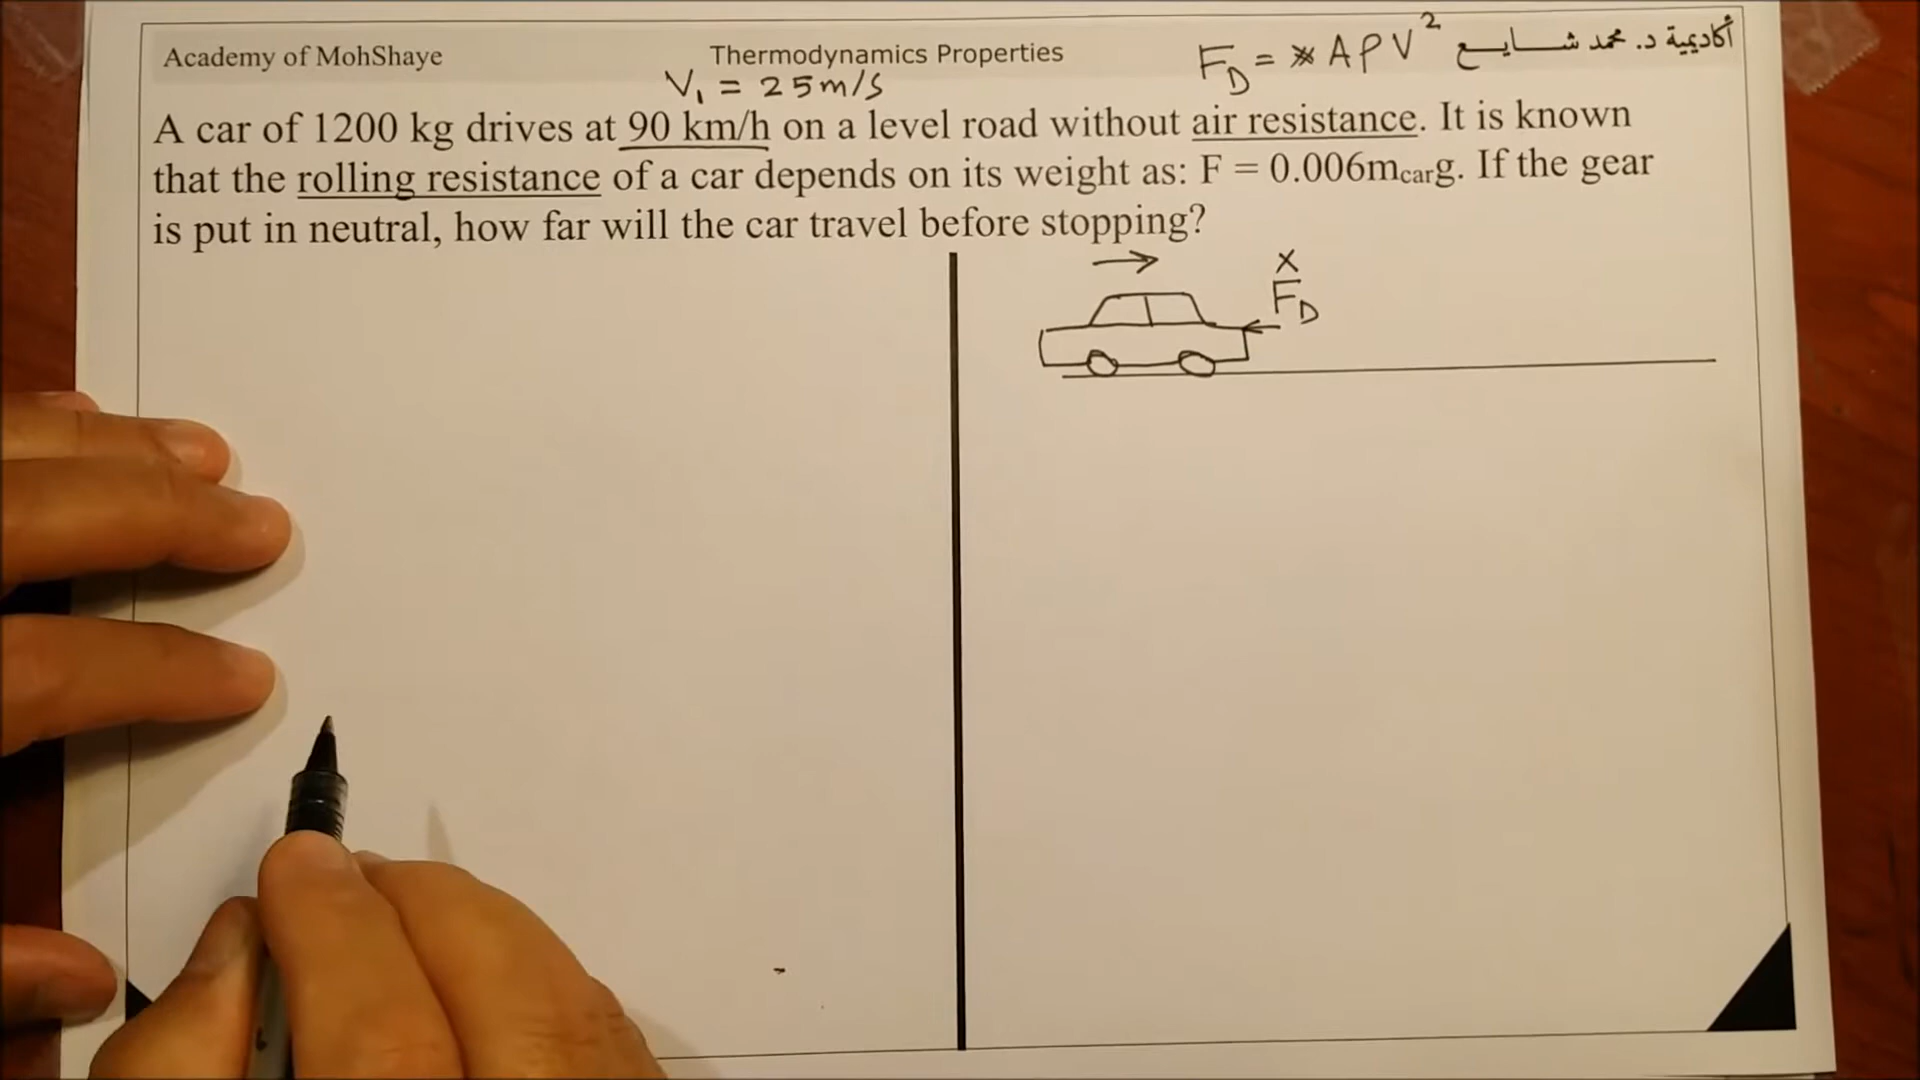 Academy of MohShaye
Thermodynamics Properties
F_D = * A ρ V²
أكاديمية د. محمد شايع
V₁ = 25 m/s
A car of 1200 kg drives at 90 km/h on a level road without air resistance. It is known
that the rolling resistance of a car depends on its weight as: F = 0.006m_car g. If the gear
is put in neutral, how far will the car travel before stopping?
x
F_D